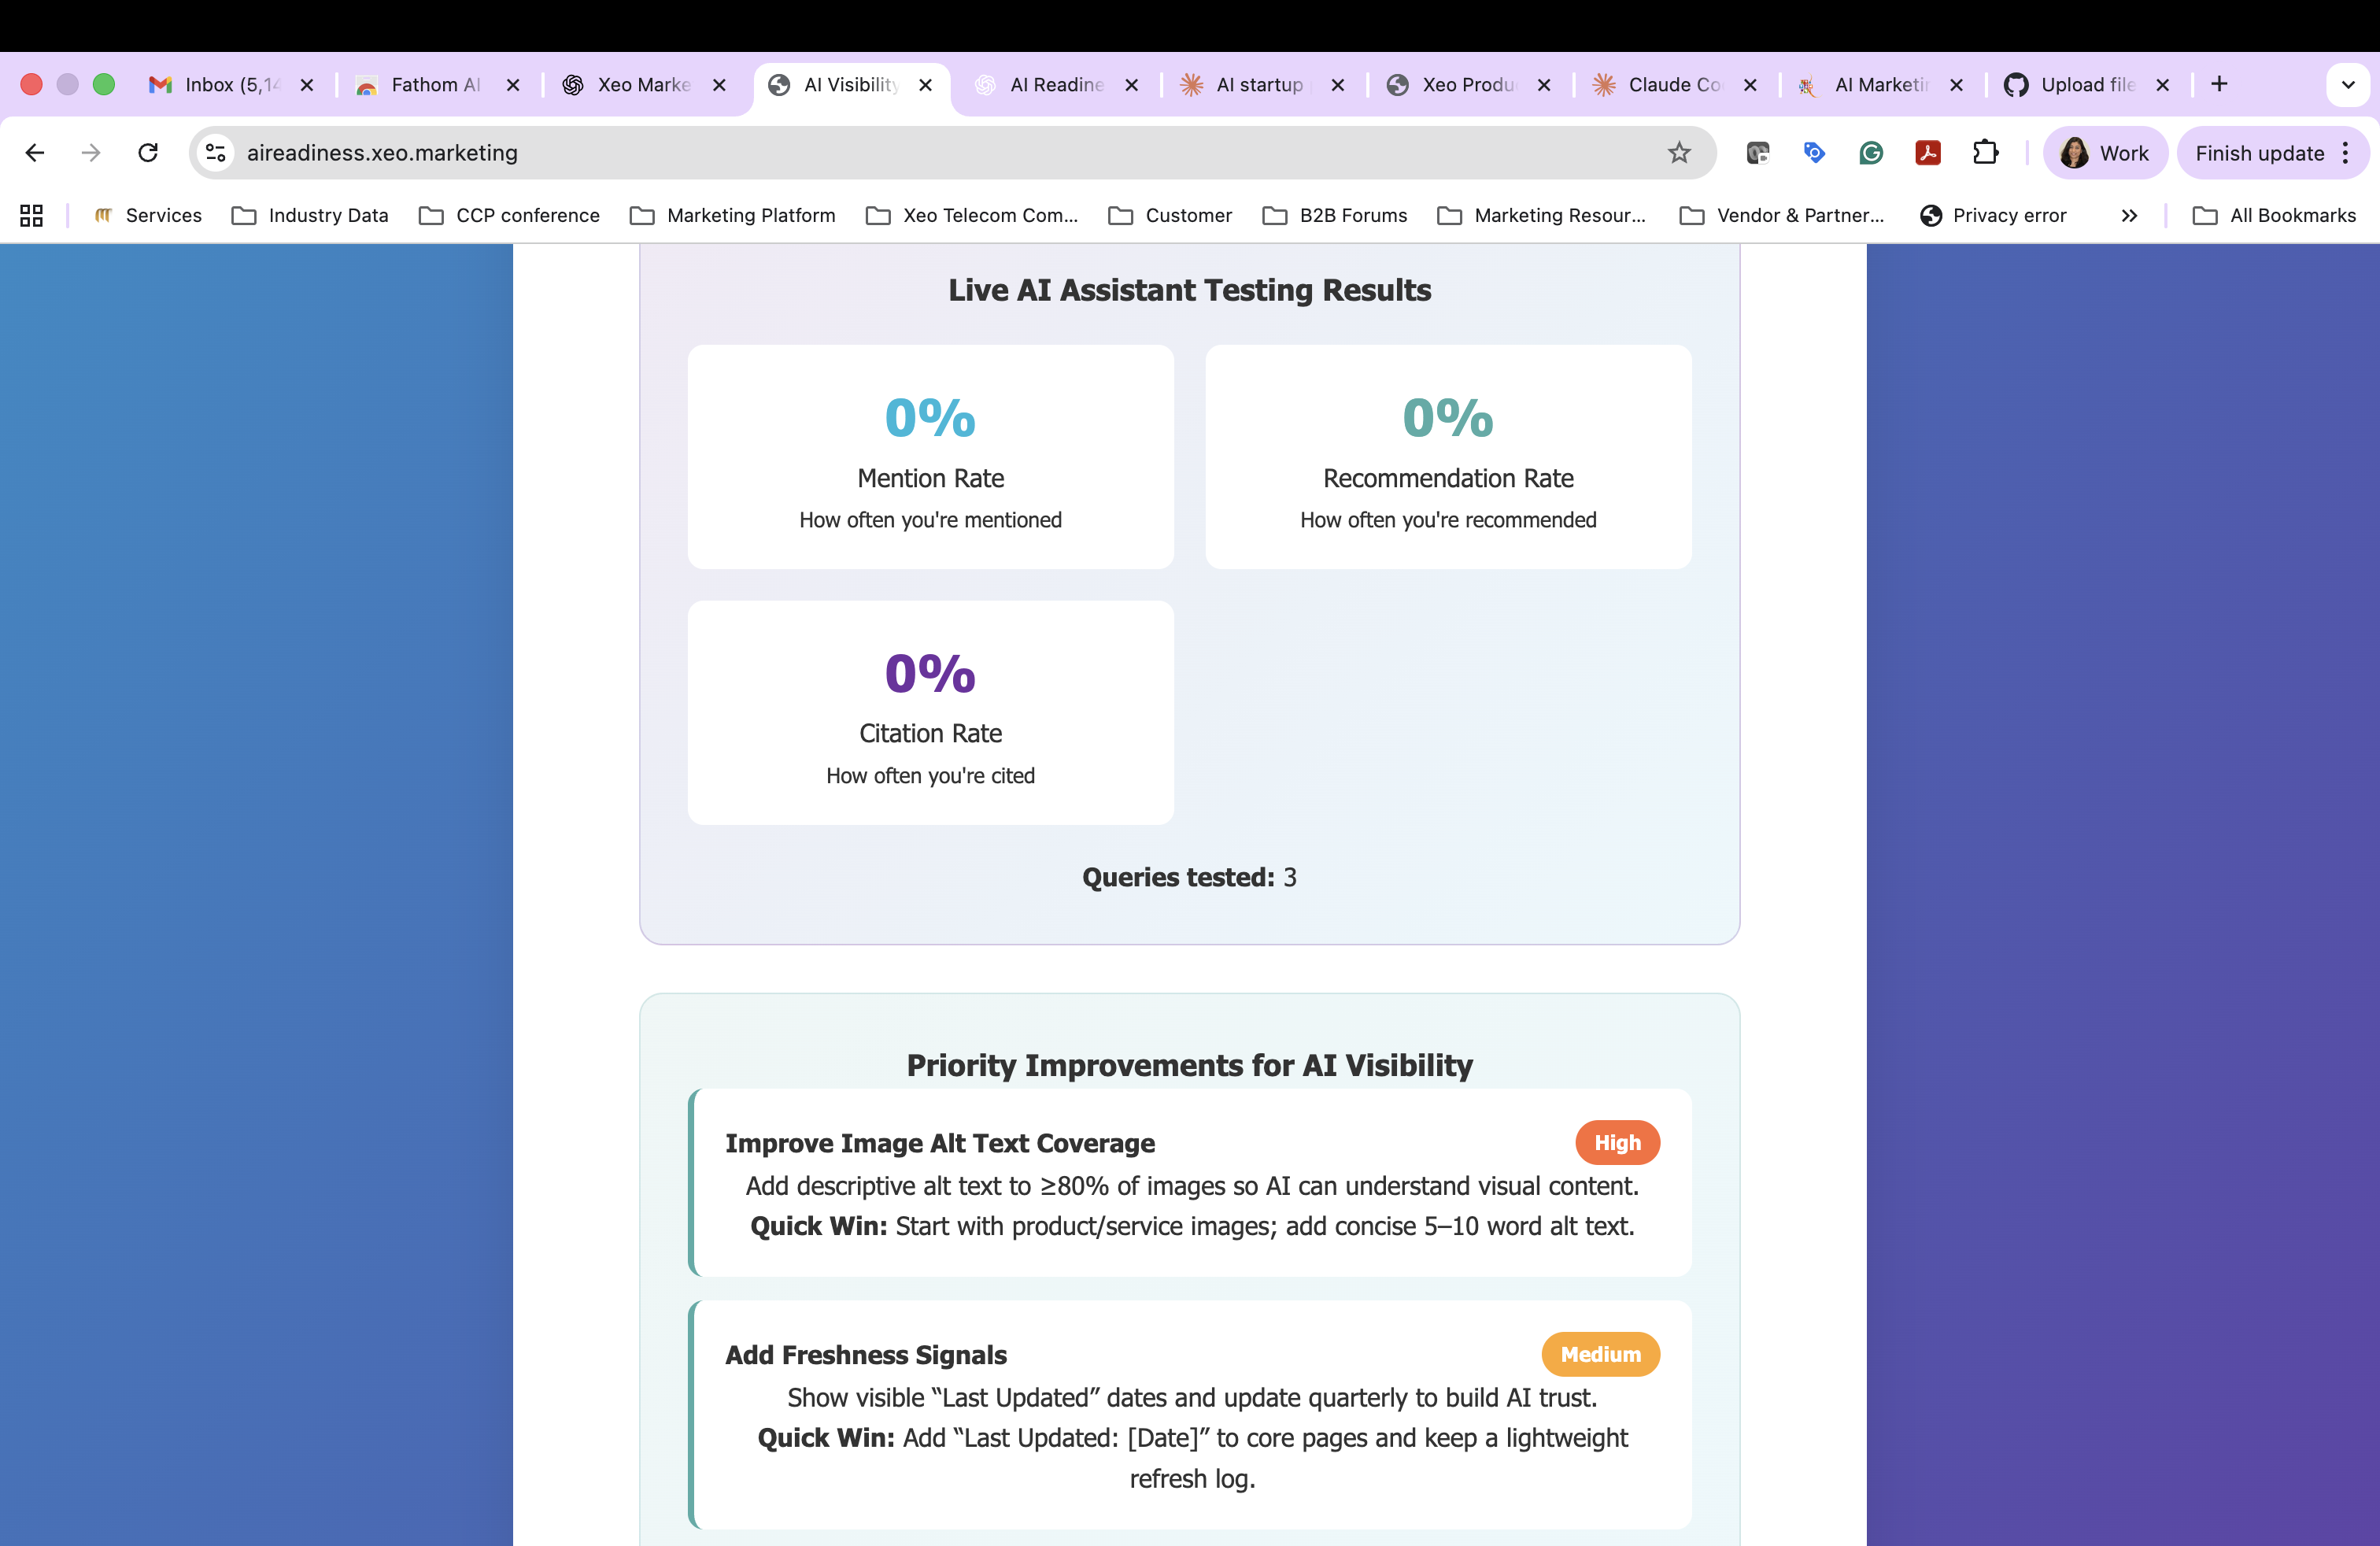 Inbox (5,14
Fathom AI
Xeo Marke
AI Visibility
AI Readine
AI startup
Xeo Produ
Claude Co
AI Marketin
Upload file
aireadiness.xeo.marketing
Work
Finish update
Services
Industry Data
CCP conference
Marketing Platform
Xeo Telecom Com...
Customer
B2B Forums
Marketing Resour...
Vendor & Partner...
Privacy error
All Bookmarks
Live AI Assistant Testing Results
0%
Mention Rate
How often you're mentioned
0%
Recommendation Rate
How often you're recommended
0%
Citation Rate
How often you're cited
Queries tested: 3
Priority Improvements for AI Visibility
Improve Image Alt Text Coverage
High
Add descriptive alt text to ≥80% of images so AI can understand visual content.
Quick Win: Start with product/service images; add concise 5–10 word alt text.
Add Freshness Signals
Medium
Show visible “Last Updated” dates and update quarterly to build AI trust.
Quick Win: Add “Last Updated: [Date]” to core pages and keep a lightweight
refresh log.